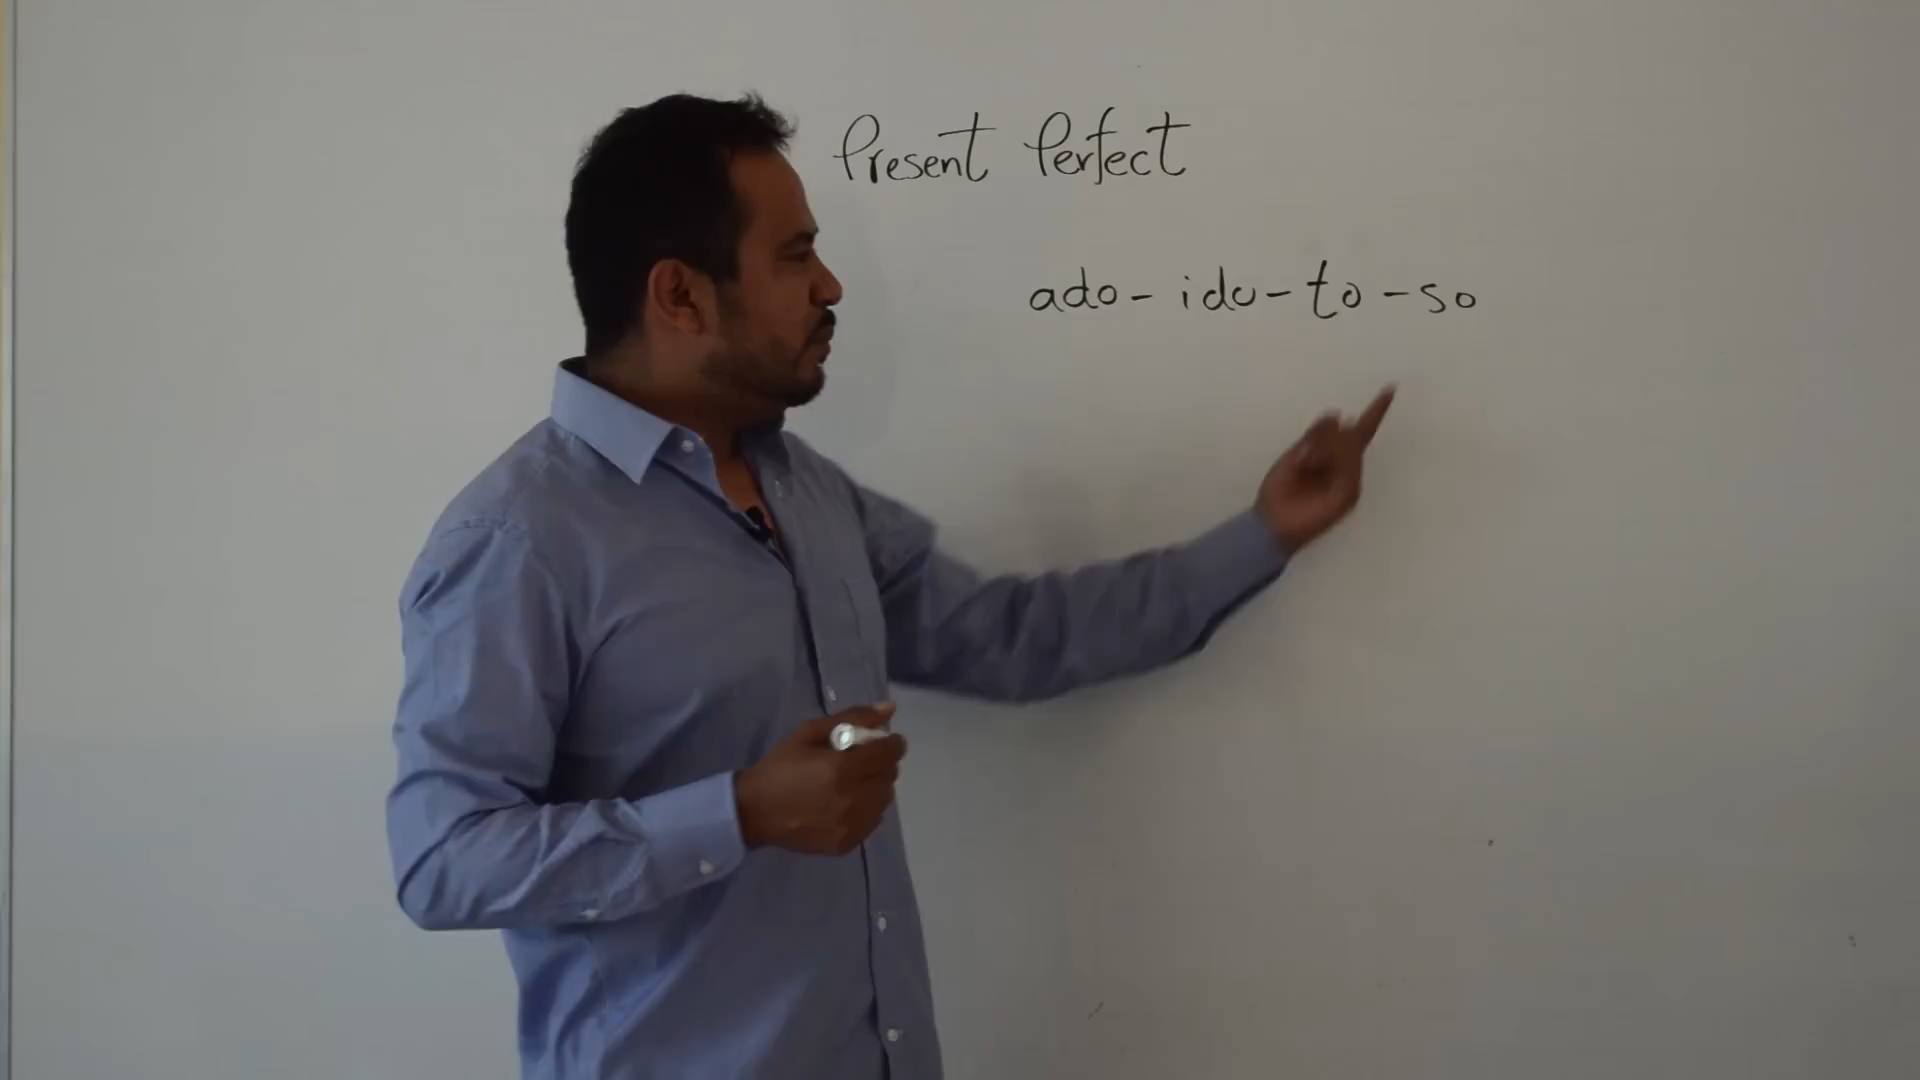 Present Perfect
ado - ido - to - so